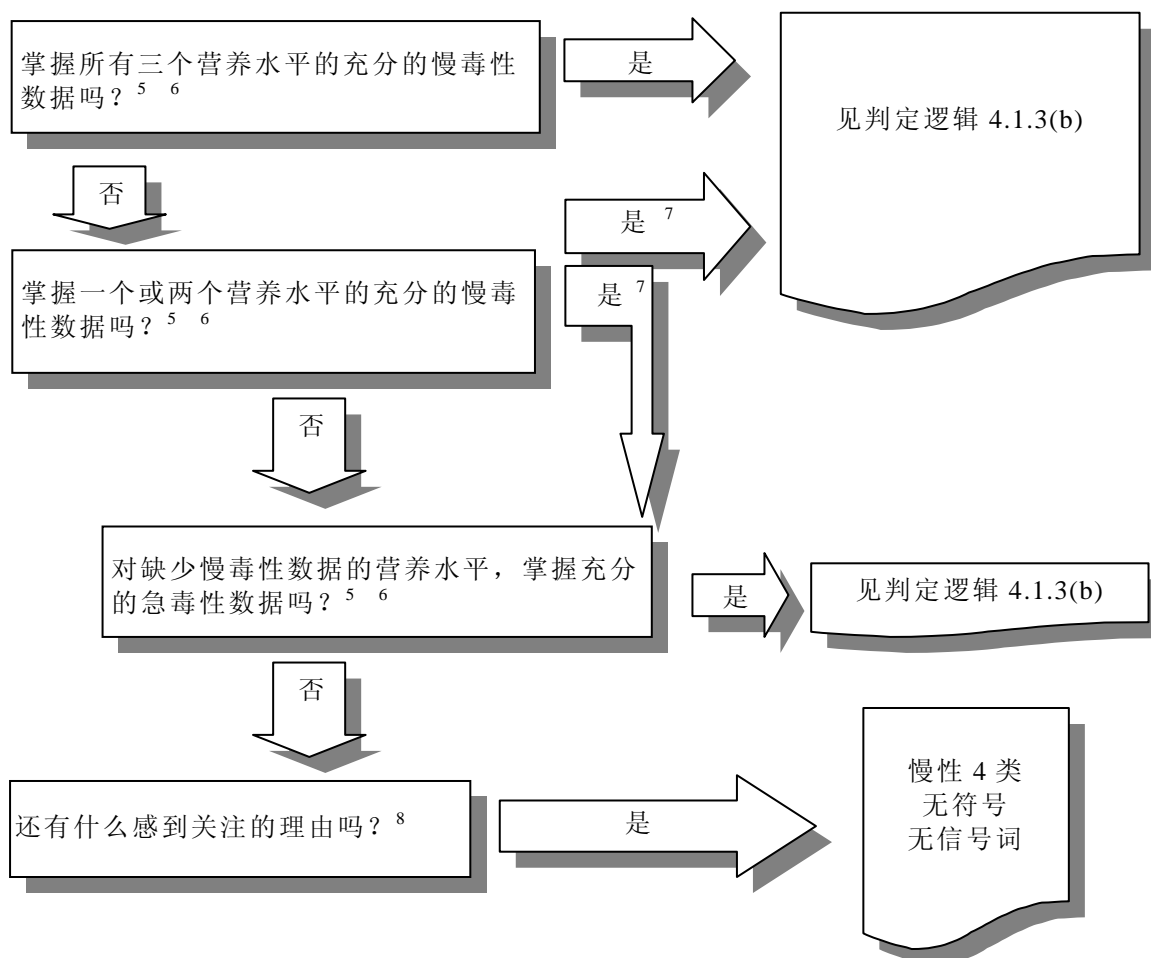 掌握所有三个营养水平的充分的慢毒性
数据吗？5 6
是
见判定逻辑 4.1.3(b)
否
是 7
掌握一个或两个营养水平的充分的慢毒
性数据吗？5 6
是 7
否
对缺少慢毒性数据的营养水平，掌握充分
的急毒性数据吗？5 6
是
见判定逻辑 4.1.3(b)
否
还有什么感到关注的理由吗？8
是
慢性 4 类
无符号
无信号词